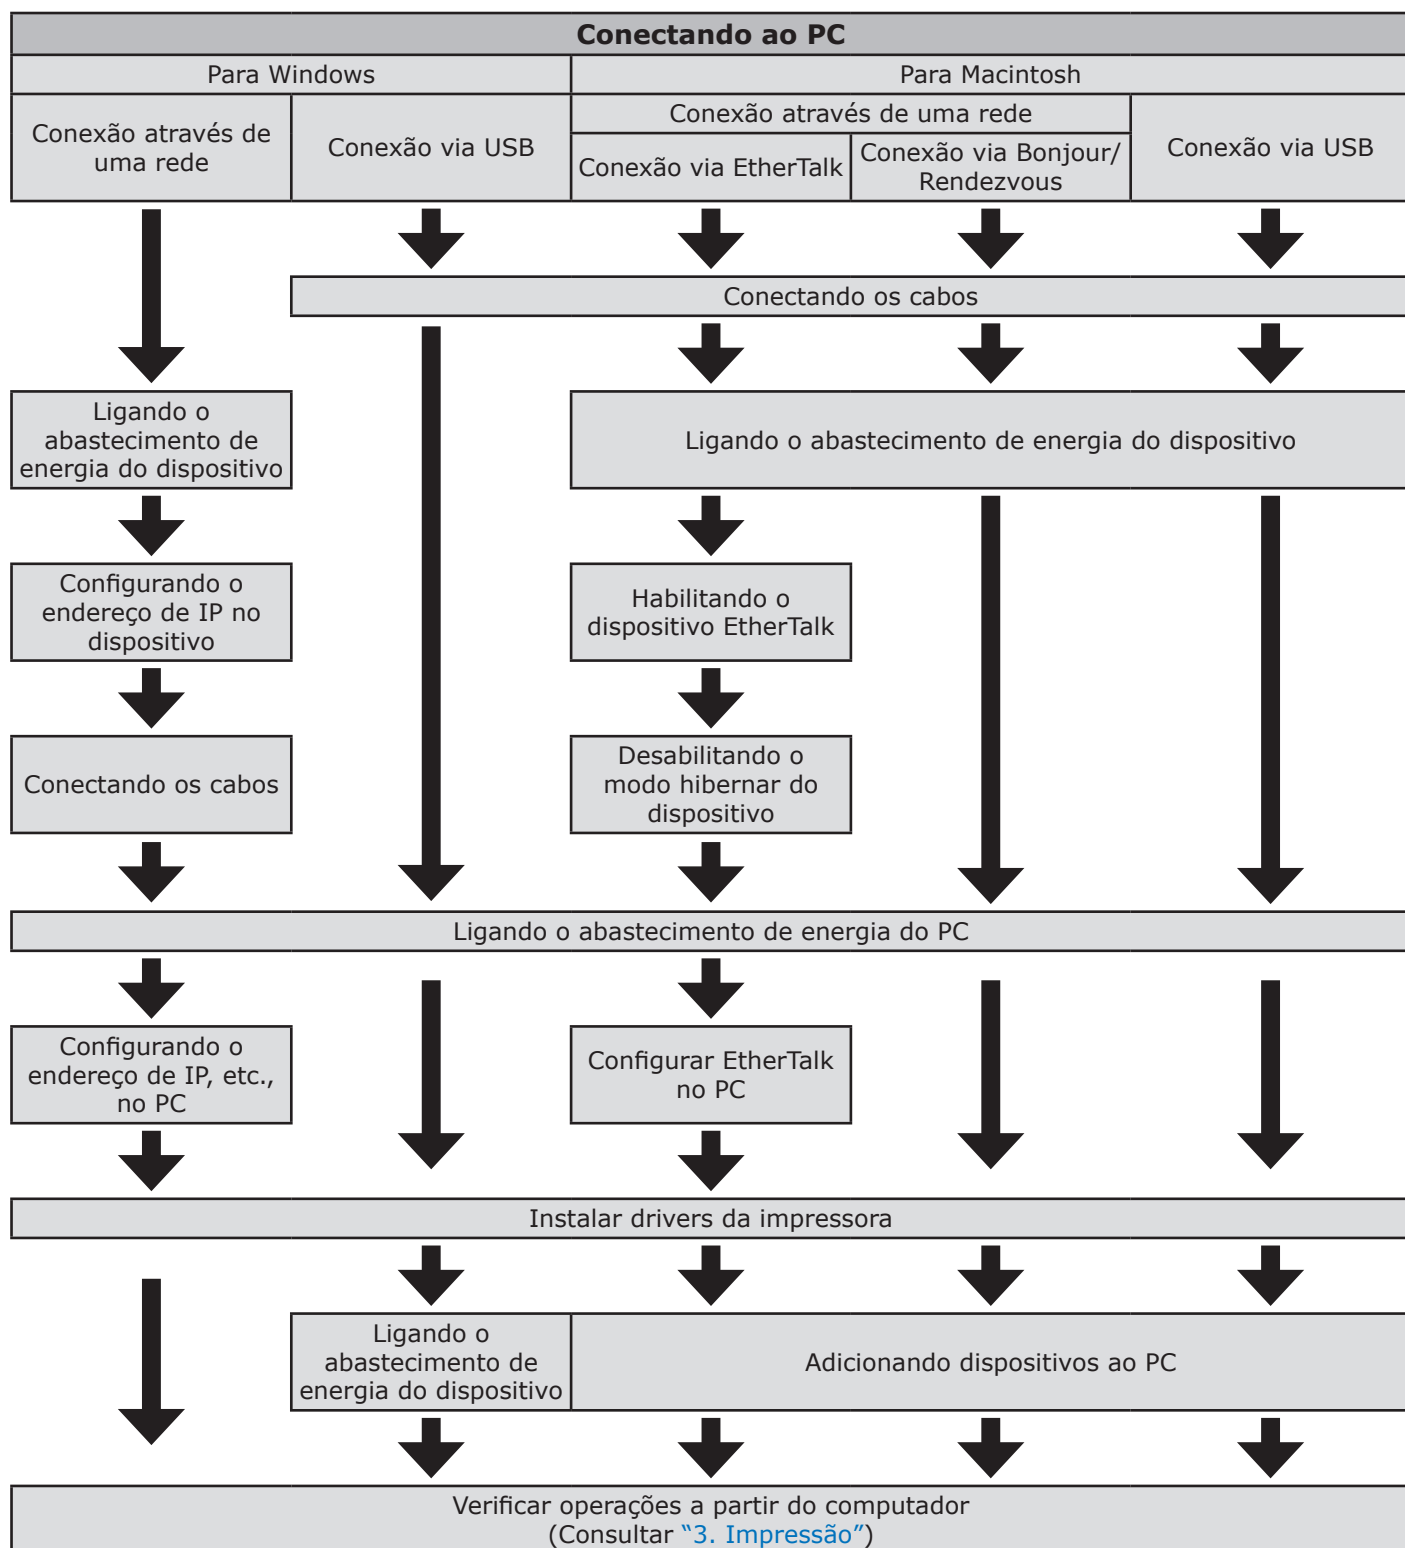 Conectando ao PC
Para Windows
Para Macintosh
Conexão através de
uma rede
Conexão via USB
Conexão através de uma rede
Conexão via EtherTalk
Conexão via Bonjour/
Rendezvous
Conexão via USB
Conectando os cabos
Ligando o
abastecimento de
energia do dispositivo
Ligando o abastecimento de energia do dispositivo
Configurando o
endereço de IP no
dispositivo
Habilitando o
dispositivo EtherTalk
Conectando os cabos
Desabilitando o
modo hibernar do
dispositivo
Ligando o abastecimento de energia do PC
Configurando o
endereço de IP, etc.,
no PC
Configurar EtherTalk
no PC
Instalar drivers da impressora
Ligando o
abastecimento de
energia do dispositivo
Adicionando dispositivos ao PC
Verificar operações a partir do computador
(Consultar “3. Impressão”)